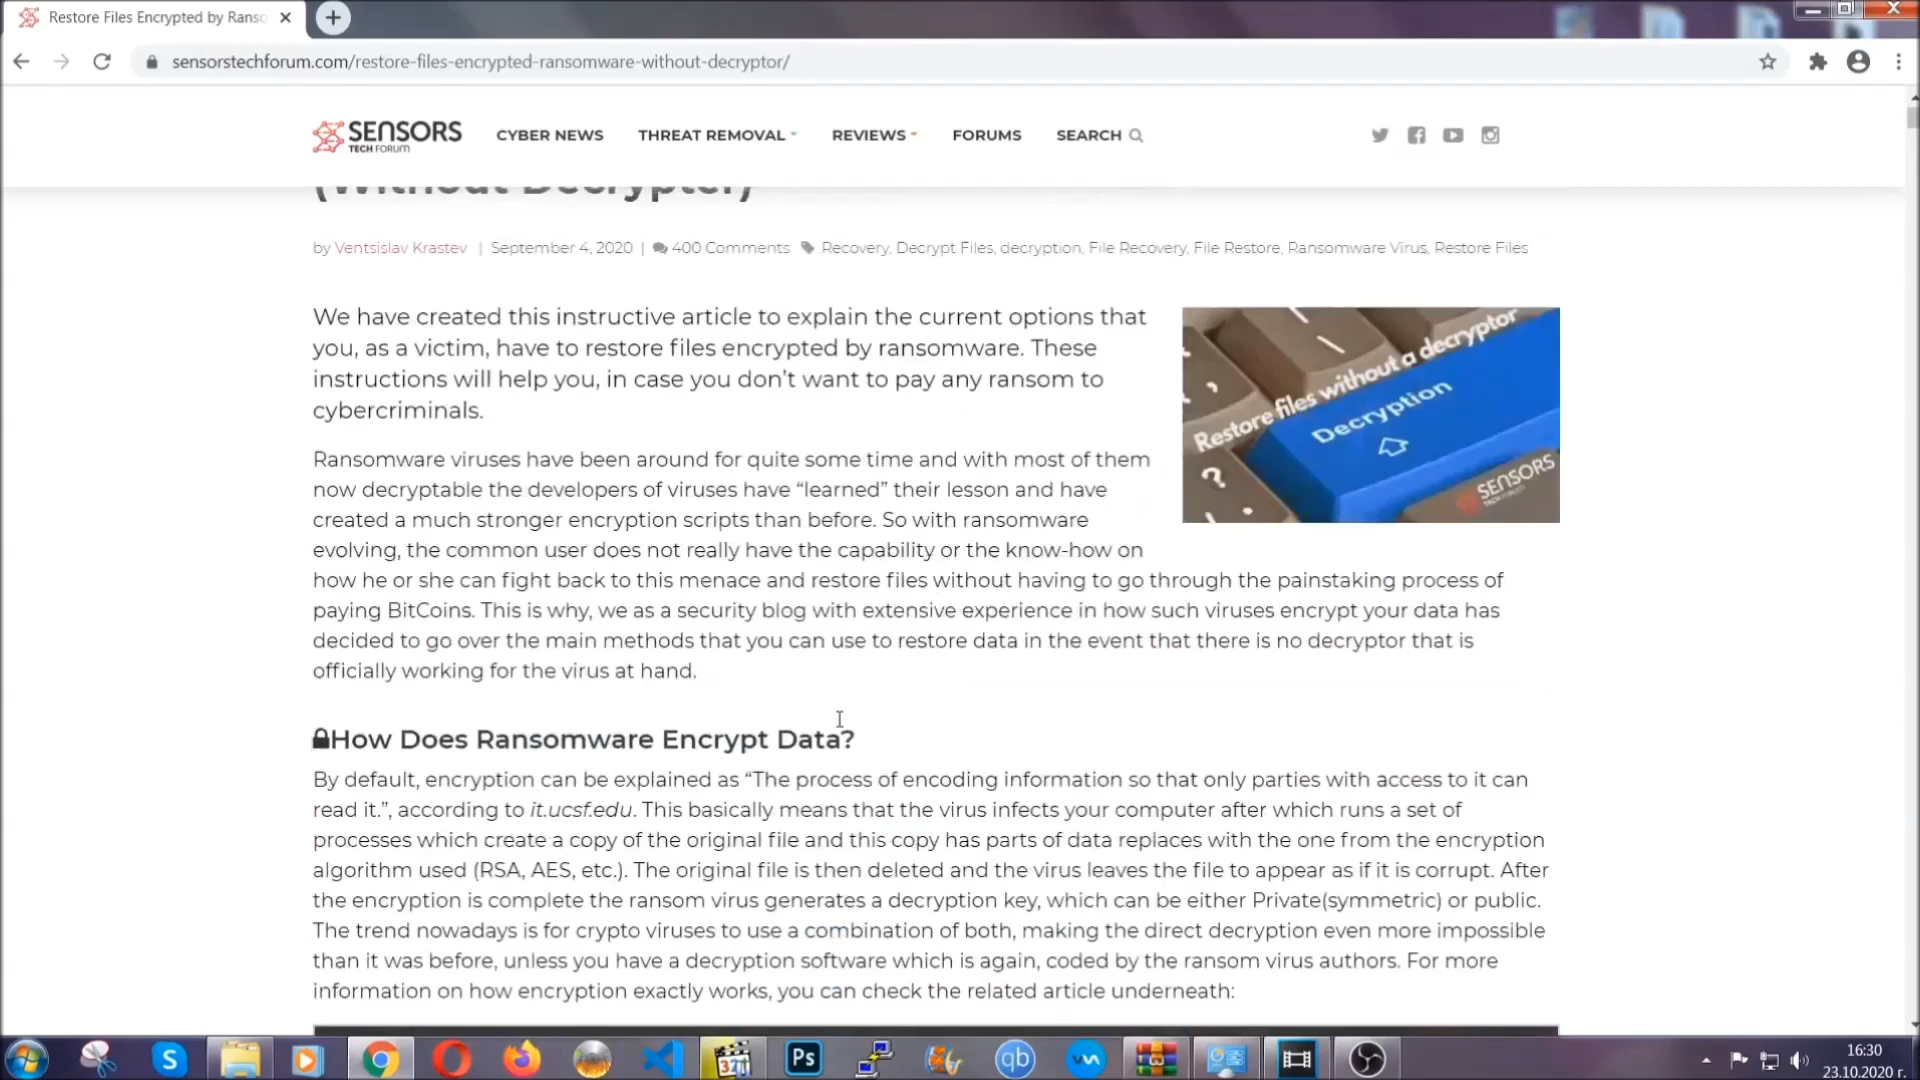 Restore Files Encrypted by Ranso
sensorstechforum.com/restore-files-encrypted-ransomware-without-decryptor/
SENSORS
TECH FORUM
CYBER NEWS THREAT REMOVAL REVIEWS FORUMS SEARCH
(Without Decrypter)
by Ventsislav Krastev | September 4, 2020 | 400 Comments Recovery, Decrypt Files, decryption, File Recovery, File Restore, Ransomware Virus, Restore Files
We have created this instructive article to explain the current options that
you, as a victim, have to restore files encrypted by ransomware. These
instructions will help you, in case you don’t want to pay any ransom to
cybercriminals.
Restore files without a decryptor
Decryption
SENSORS
Ransomware viruses have been around for quite some time and with most of them
now decryptable the developers of viruses have “learned” their lesson and have
created a much stronger encryption scripts than before. So with ransomware
evolving, the common user does not really have the capability or the know-how on
how he or she can fight back to this menace and restore files without having to go through the painstaking process of
paying BitCoins. This is why, we as a security blog with extensive experience in how such viruses encrypt your data has
decided to go over the main methods that you can use to restore data in the event that there is no decryptor that is
officially working for the virus at hand.
How Does Ransomware Encrypt Data?
By default, encryption can be explained as “The process of encoding information so that only parties with access to it can
read it.”, according to it.ucsf.edu. This basically means that the virus infects your computer after which runs a set of
processes which create a copy of the original file and this copy has parts of data replaces with the one from the encryption
algorithm used (RSA, AES, etc.). The original file is then deleted and the virus leaves the file to appear as if it is corrupt. After
the encryption is complete the ransom virus generates a decryption key, which can be either Private(symmetric) or public.
The trend nowadays is for crypto viruses to use a combination of both, making the direct decryption even more impossible
than it was before, unless you have a decryption software which is again, coded by the ransom virus authors. For more
information on how encryption exactly works, you can check the related article underneath:
S 321 Ps qb
16:30
23.10.2020 г.